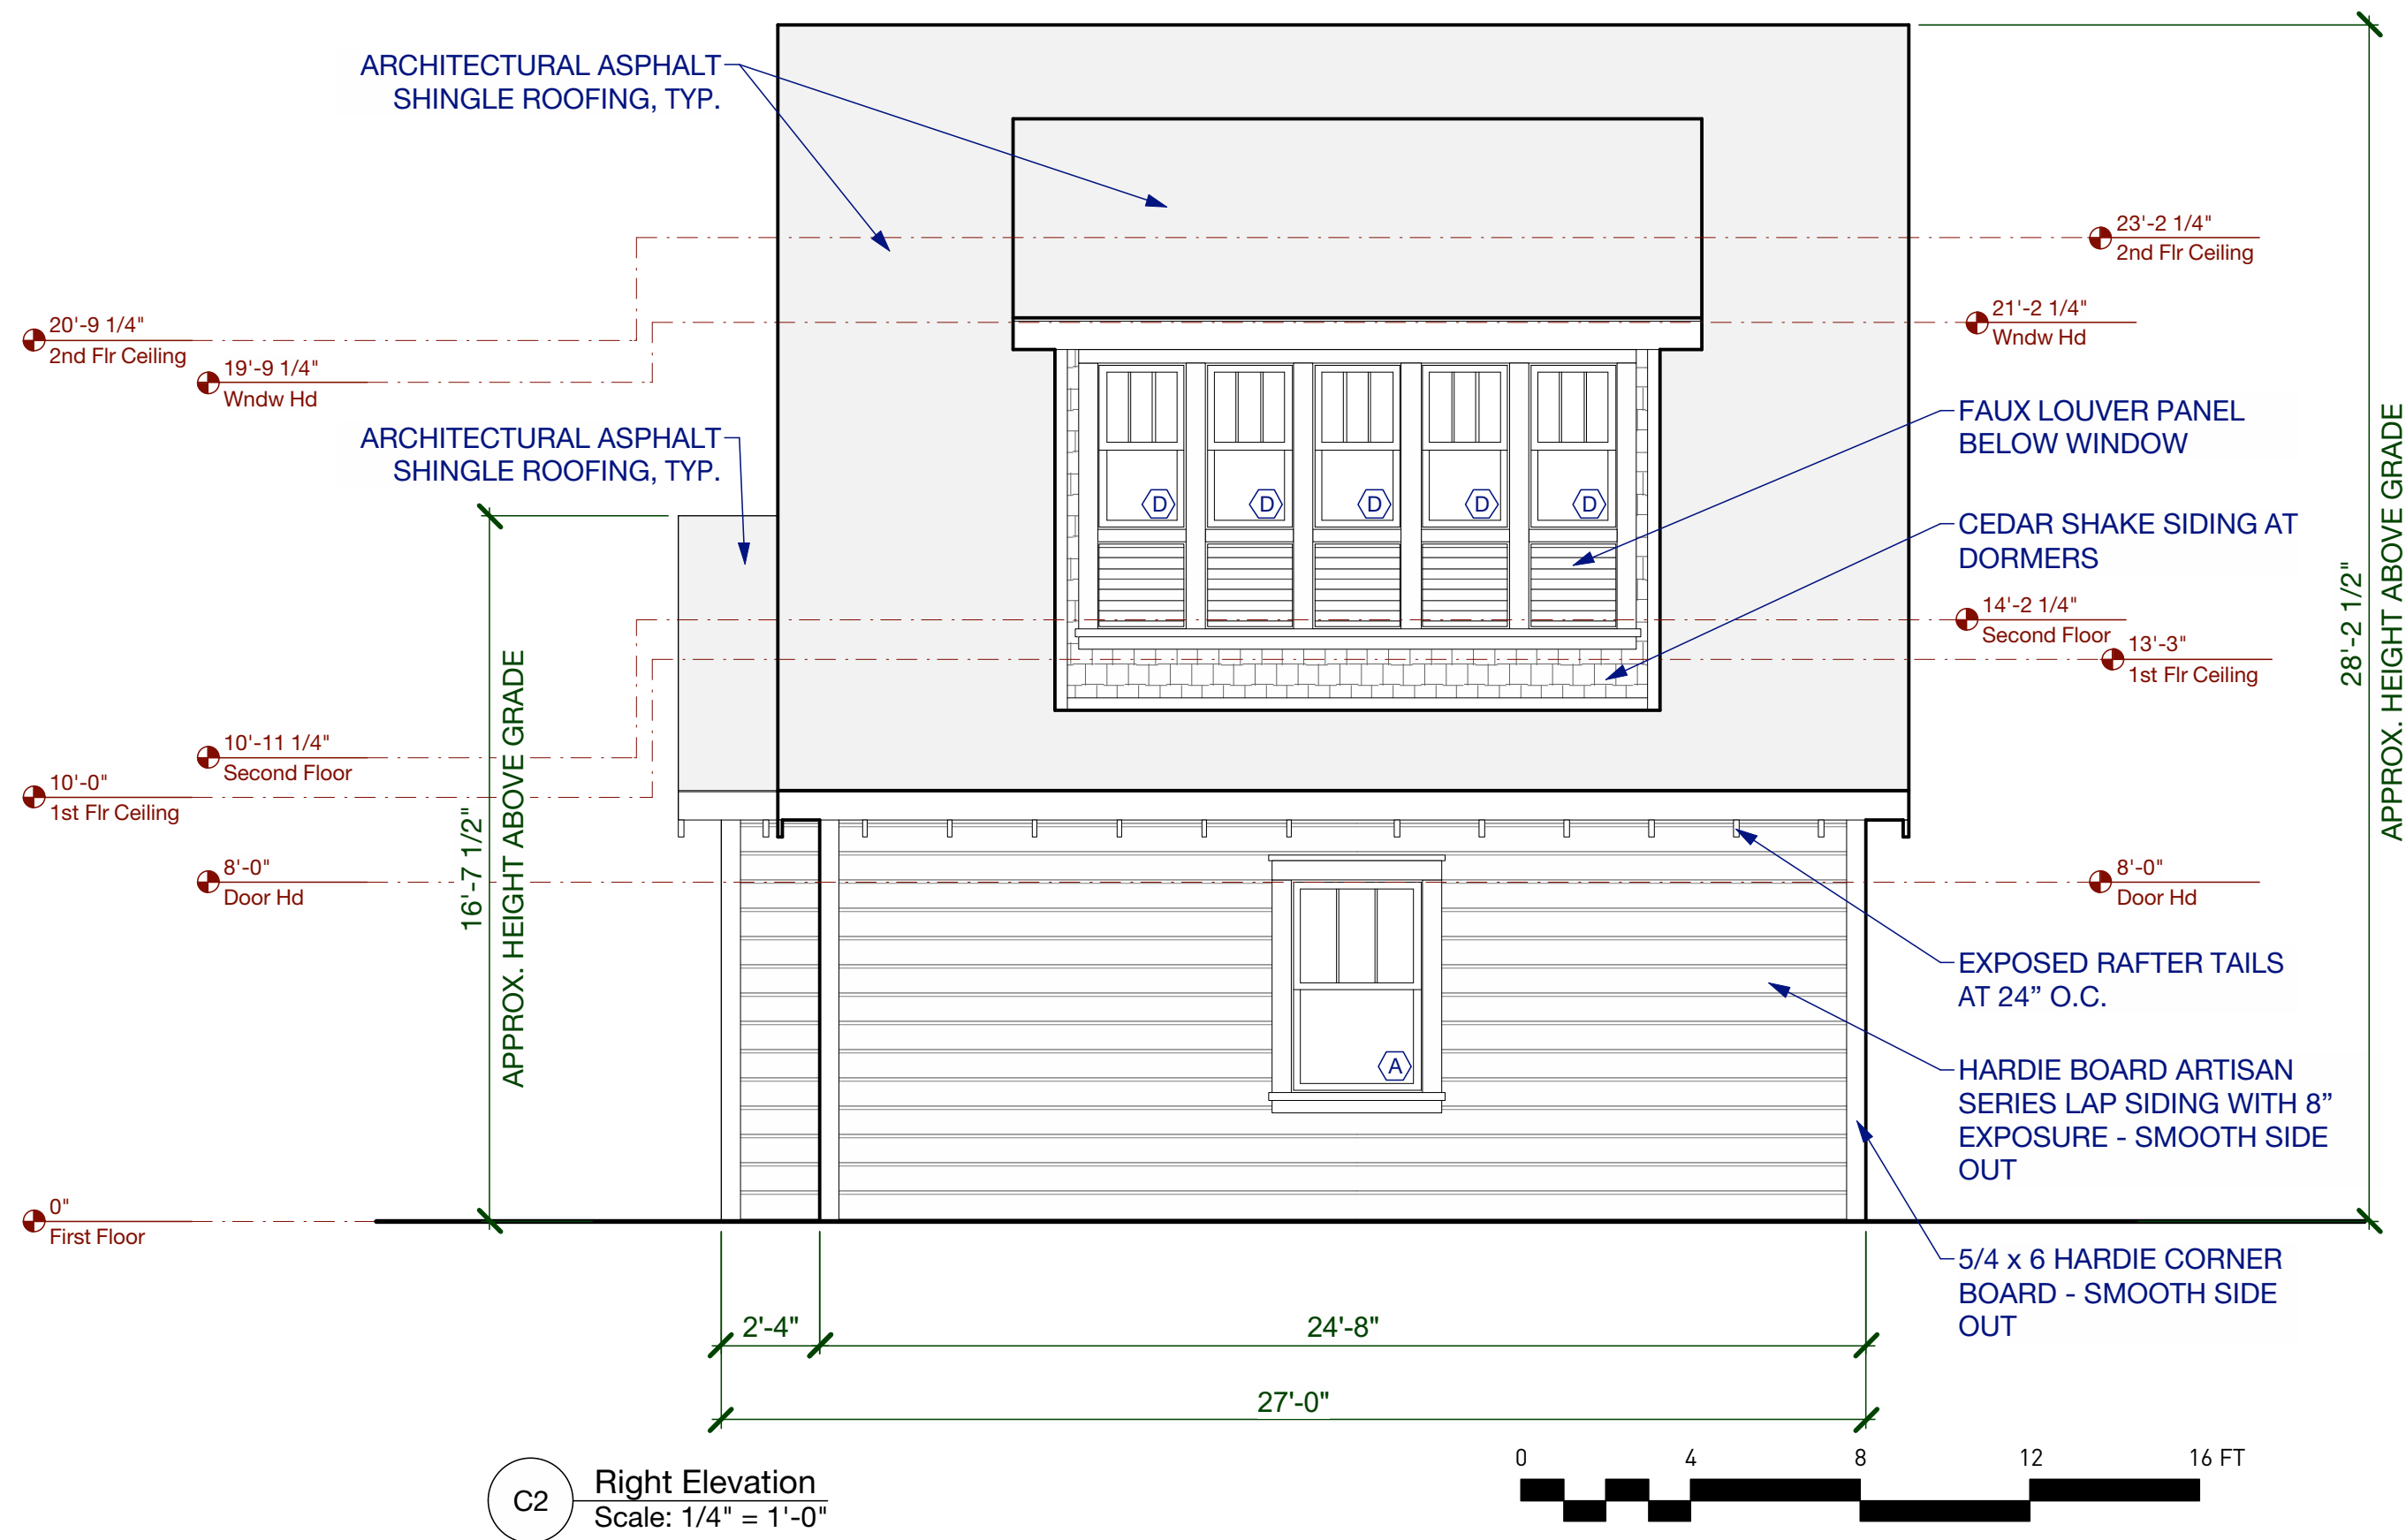 ARCHITECTURAL ASPHALT
SHINGLE ROOFING, TYP.
23'-2 1/4"
2nd Flr Ceiling
20'-9 1/4"
2nd Flr Ceiling
21'-2 1/4"
Wndw Hd
19'-9 1/4"
Wndw Hd
ARCHITECTURAL ASPHALT
SHINGLE ROOFING, TYP.
FAUX LOUVER PANEL
BELOW WINDOW
D D D D D
CEDAR SHAKE SIDING AT
DORMERS
14'-2 1/4"
Second Floor
13'-3"
1st Flr Ceiling
28'-2 1/2"
APPROX. HEIGHT ABOVE GRADE
10'-11 1/4"
Second Floor
10'-0"
1st Flr Ceiling
16'-7 1/2"
APPROX. HEIGHT ABOVE GRADE
8'-0"
Door Hd
8'-0"
Door Hd
EXPOSED RAFTER TAILS
AT 24” O.C.
A
HARDIE BOARD ARTISAN
SERIES LAP SIDING WITH 8”
EXPOSURE - SMOOTH SIDE
OUT
0"
First Floor
5/4 x 6 HARDIE CORNER
BOARD - SMOOTH SIDE
OUT
2'-4"
24'-8"
27'-0"
C2
Right Elevation
Scale: 1/4" = 1'-0"
0 4 8 12 16 FT